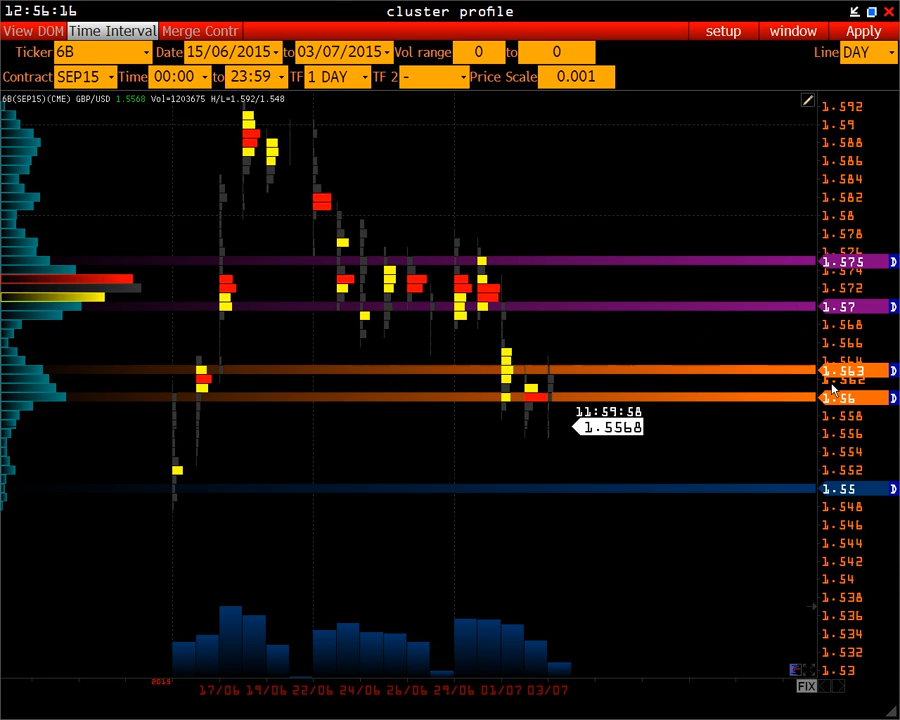 12:56:16 cluster profile
View DOM Time Interval Merge Contr setup window Apply
Ticker 6B Date 15/06/2015 to 03/07/2015 Vol range 0 to 0 Line DAY
Contract SEP15 Time 00:00 to 23:59 TF 1 DAY TF 2 - Price Scale 0.001
6B(SEP15)(CME) GBP/USD 1.5568 Vol=1203675 H/L=1.592/1.548
1.592
1.59
1.588
1.586
1.584
1.582
1.58
1.578
1.575 D
1.572
1.57 D
1.568
1.566
1.563 D
1.562
1.56 D
11:59:58
1.558
1.5568
1.556
1.554
1.552
1.55 D
1.548
1.546
1.544
1.542
1.54
1.538
1.536
1.534
1.532
1.53
2015
17/06 19/06 22/06 24/06 26/06 29/06 01/07 03/07
FIX